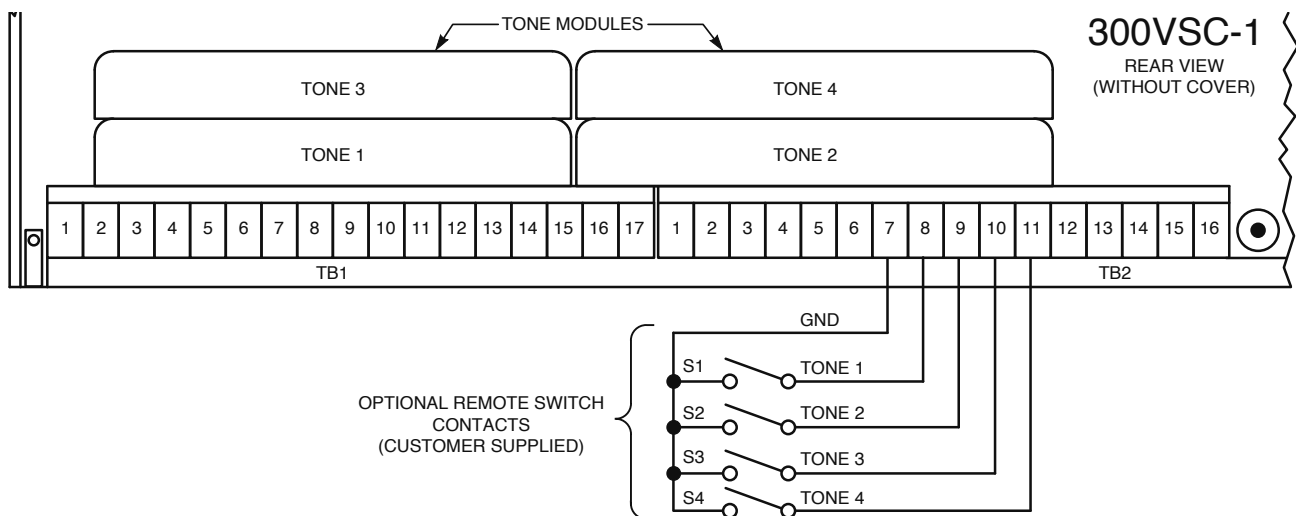 TONE MODULES
300VSC-1
REAR VIEW
(WITHOUT COVER)
TONE 3
TONE 4
TONE 1
TONE 2
1 2 3 4 5 6 7 8 9 10 11 12 13 14 15 16 17
1 2 3 4 5 6 7 8 9 10 11 12 13 14 15 16
TB1
TB2
GND
S1
TONE 1
OPTIONAL REMOTE SWITCH
CONTACTS
(CUSTOMER SUPPLIED)
S2
TONE 2
S3
TONE 3
S4
TONE 4